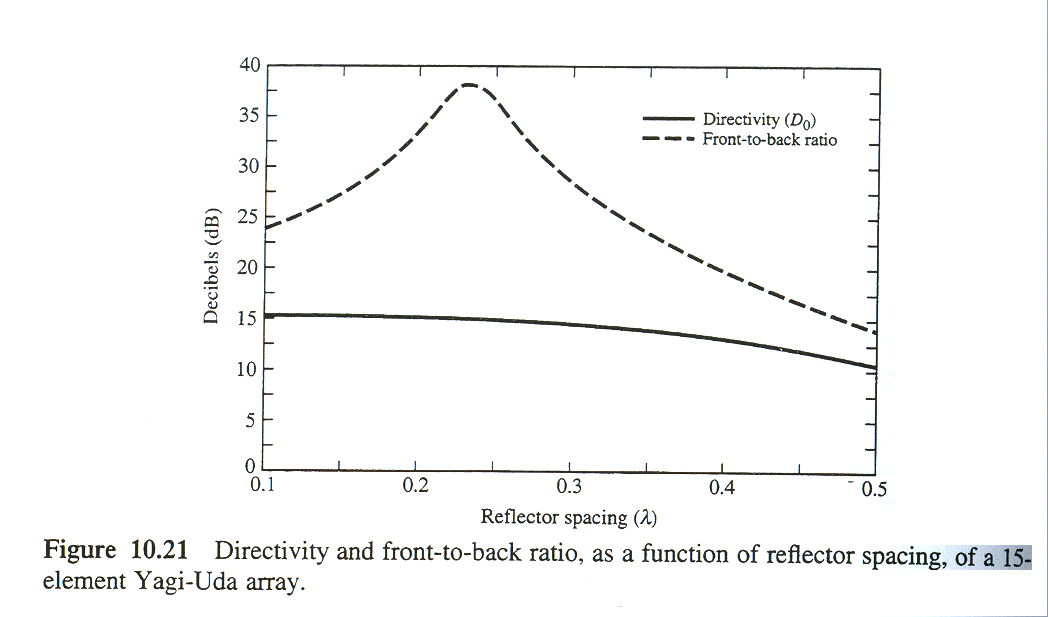 40
35
30
25
20
15
10
5
0
Decibels (dB)
Directivity (D0)
Front-to-back ratio
0.1 0.2 0.3 0.4 0.5
Reflector spacing (λ)
Figure 10.21 Directivity and front-to-back ratio, as a function of reflector spacing, of a 15-
element Yagi-Uda array.